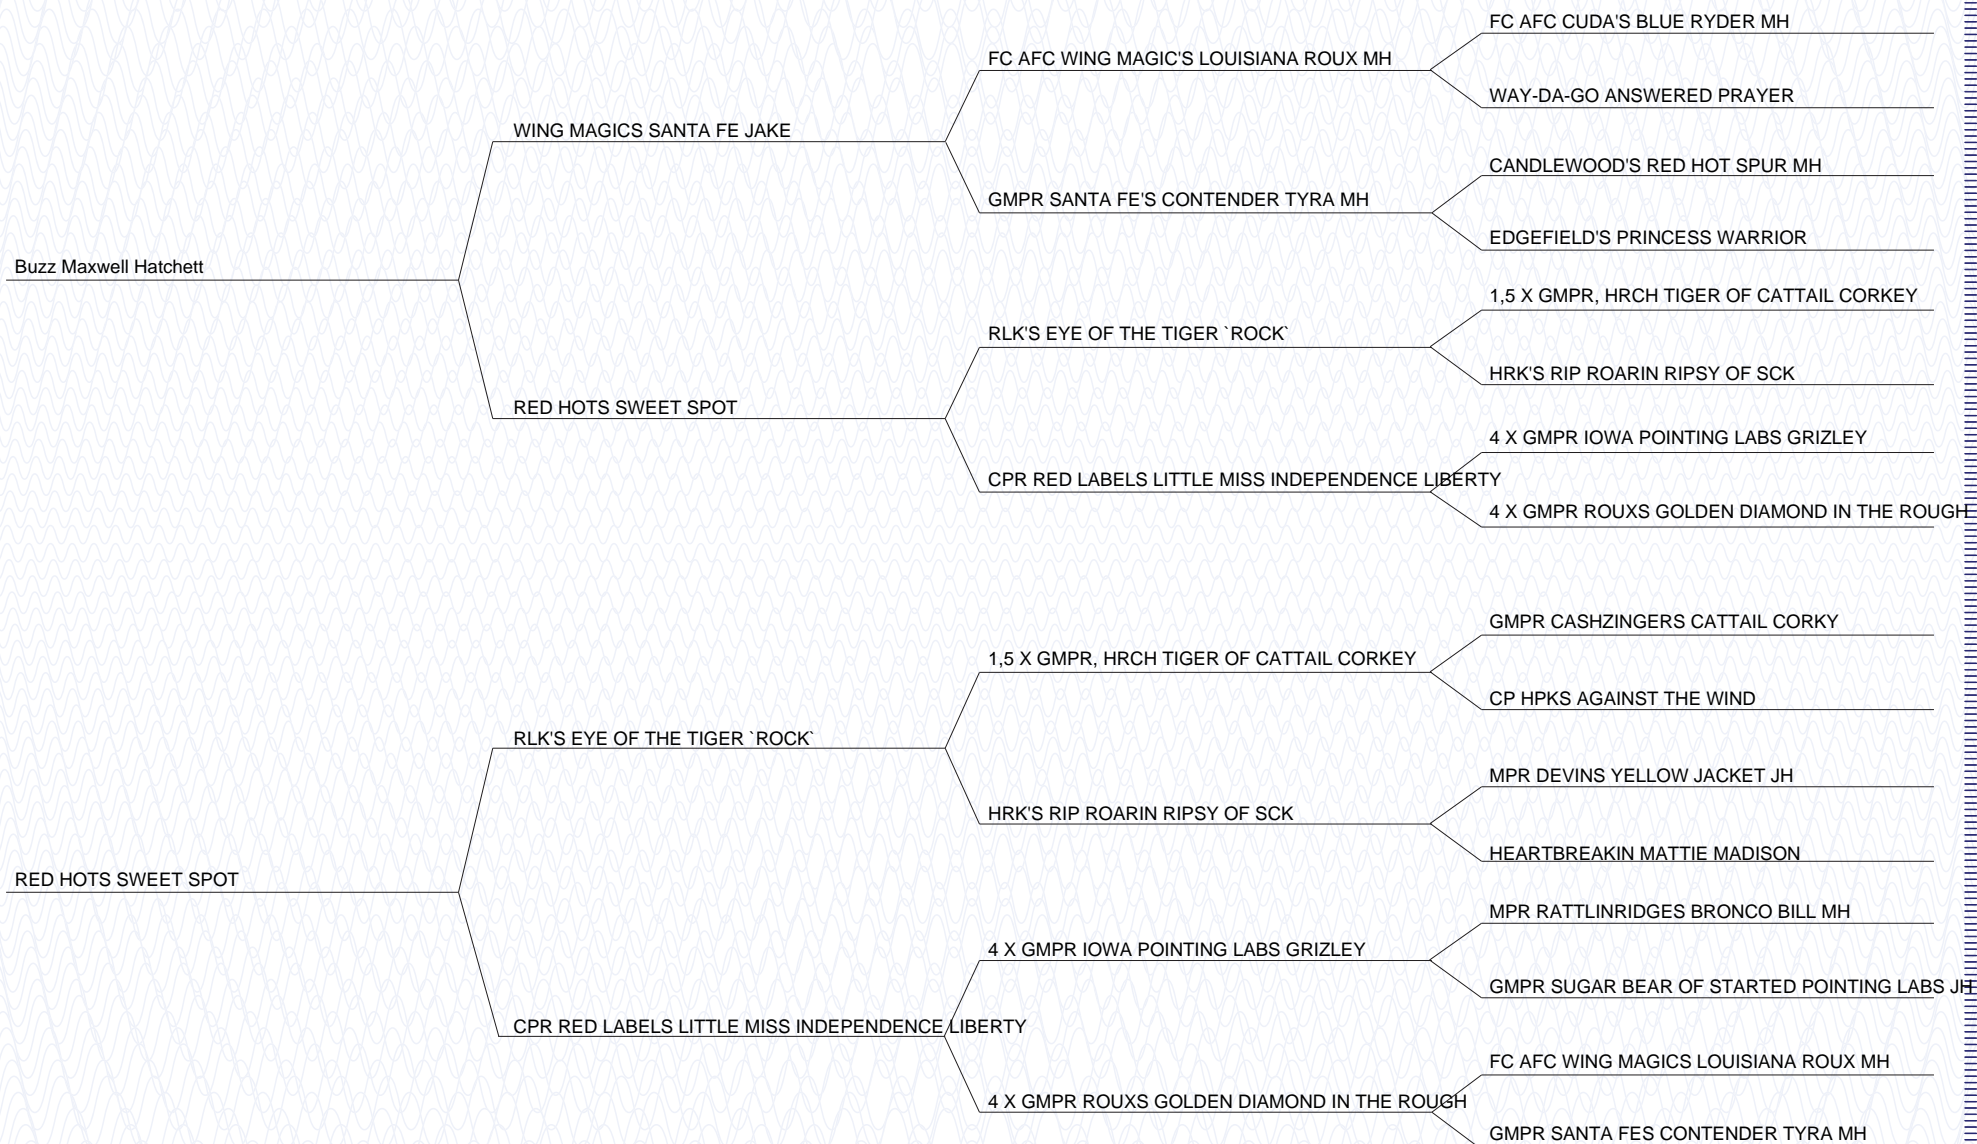 FC AFC CUDA'S BLUE RYDER MH
FC AFC WING MAGIC'S LOUISIANA ROUX MH
WAY-DA-GO ANSWERED PRAYER
WING MAGICS SANTA FE JAKE
CANDLEWOOD'S RED HOT SPUR MH
GMPR SANTA FE'S CONTENDER TYRA MH
EDGEFIELD'S PRINCESS WARRIOR
Buzz Maxwell Hatchett
1,5 X GMPR, HRCH TIGER OF CATTAIL CORKEY
RLK'S EYE OF THE TIGER `ROCK`
HRK'S RIP ROARIN RIPSY OF SCK
RED HOTS SWEET SPOT
4 X GMPR IOWA POINTING LABS GRIZLEY
CPR RED LABELS LITTLE MISS INDEPENDENCE LIBERTY
4 X GMPR ROUXS GOLDEN DIAMOND IN THE ROUGH
GMPR CASHZINGERS CATTAIL CORKY
1,5 X GMPR, HRCH TIGER OF CATTAIL CORKEY
CP HPKS AGAINST THE WIND
RLK'S EYE OF THE TIGER `ROCK`
MPR DEVINS YELLOW JACKET JH
HRK'S RIP ROARIN RIPSY OF SCK
HEARTBREAKIN MATTIE MADISON
RED HOTS SWEET SPOT
MPR RATTLINRIDGES BRONCO BILL MH
4 X GMPR IOWA POINTING LABS GRIZLEY
GMPR SUGAR BEAR OF STARTED POINTING LABS JH
CPR RED LABELS LITTLE MISS INDEPENDENCE LIBERTY
FC AFC WING MAGICS LOUISIANA ROUX MH
4 X GMPR ROUXS GOLDEN DIAMOND IN THE ROUGH
GMPR SANTA FES CONTENDER TYRA MH